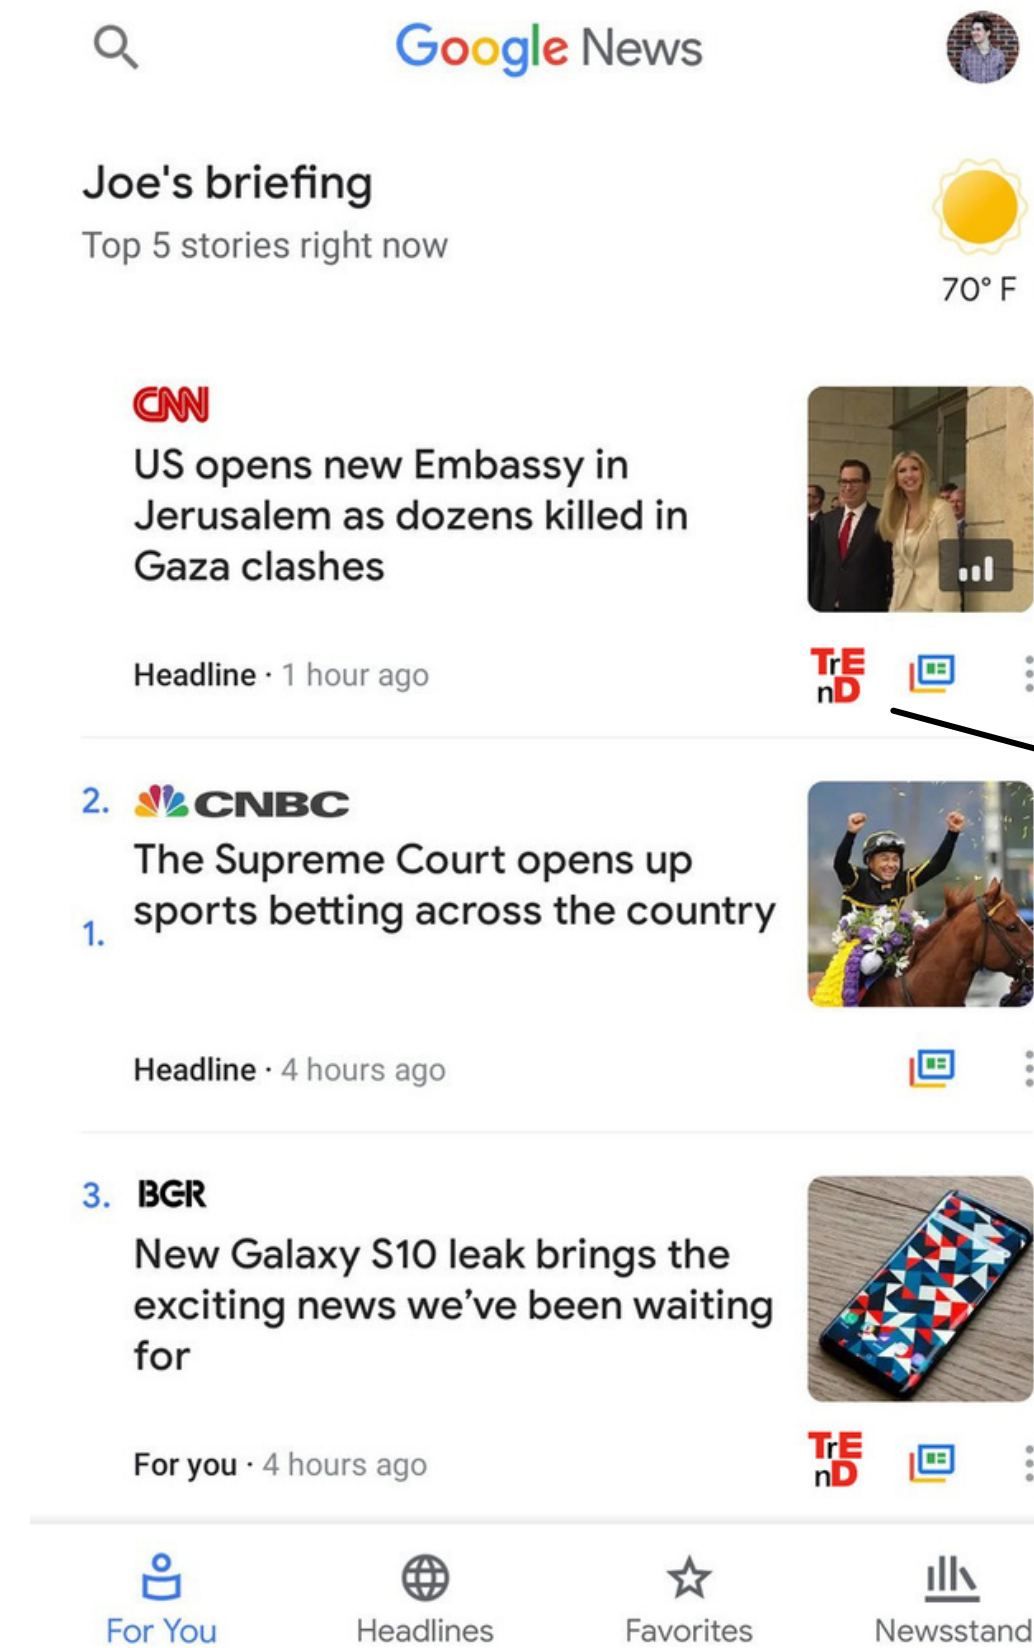 Google News
Joe's briefing
Top 5 stories right now
70° F
CNN
US opens new Embassy in
Jerusalem as dozens killed in
Gaza clashes
Headline · 1 hour ago
TrE
nD
2. CNBC
The Supreme Court opens up
sports betting across the country
1.
Headline · 4 hours ago
3. BGR
New Galaxy S10 leak brings the
exciting news we've been waiting
for
For you · 4 hours ago
TrE
nD
For You Headlines Favorites Newsstand